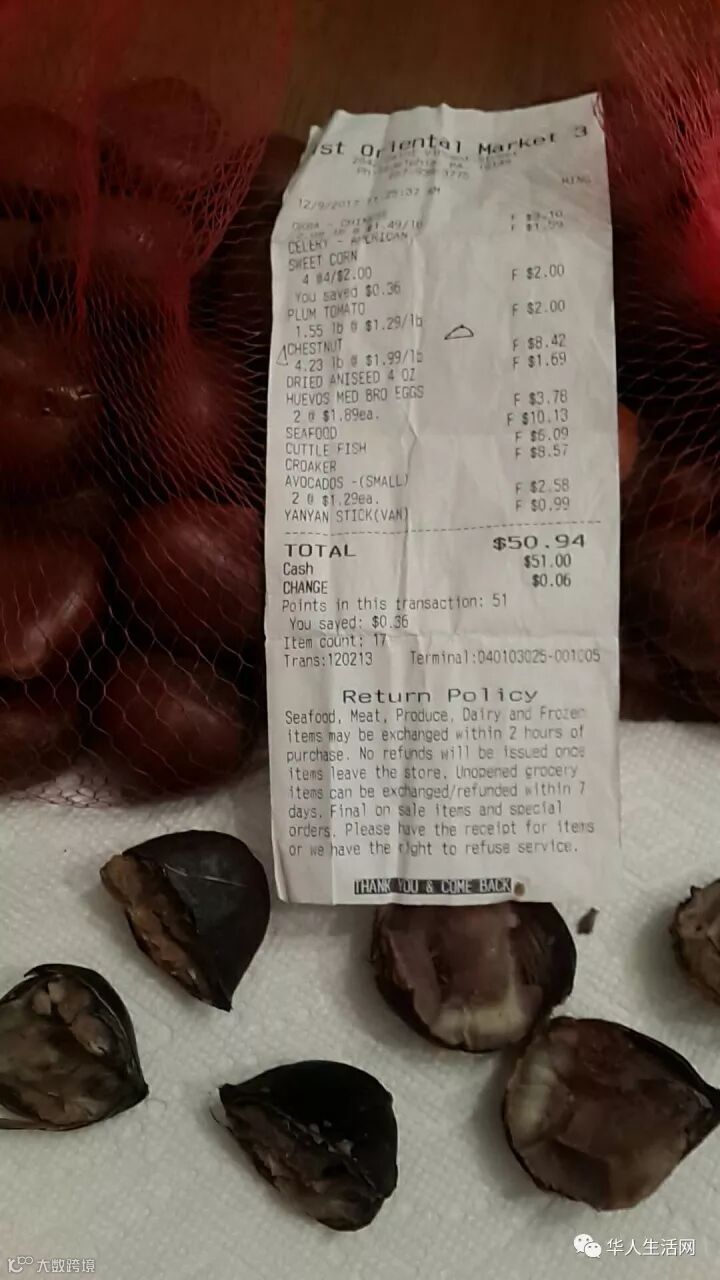 1st Oriental Market 3
12/9/2017
OKRA - CHINESE F $3.10
$1.49/lb F $1.59
CELERY - AMERICAN
SWEET CORN
4 @4/$2.00 F $2.00
You saved $0.36
PLUM TOMATO F $2.00
1.55 lb @ $1.29/lb
CHESTNUT F $8.42
4.23 lb @ $1.99/lb F $1.69
DRIED ANISEED 4 OZ
HUEVOS MED BRO EGGS F $3.78
2 @ $1.89ea. F $10.13
SEAFOOD F $6.09
CUTTLE FISH F $8.57
CROAKER
AVOCADOS -(SMALL) F $2.58
2 @ $1.29ea. F $0.99
YANYAN STICK(VAN)
TOTAL $50.94
Cash $51.00
CHANGE $0.06
Points in this transaction: 51
You saved: $0.36
Item count: 17
Trans:120213 Terminal:040103025-001005
Return Policy
Seafood, Meat, Produce, Dairy and Frozen
items may be exchanged within 2 hours of
purchase. No refunds will be issued once
items leave the store. Unopened grocery
items can be exchanged/refunded within 7
days. Final on sale items and special
orders. Please have the receipt for items
or we have the right to refuse service.
THANK YOU & COME BACK
华人生活网
大数跨境